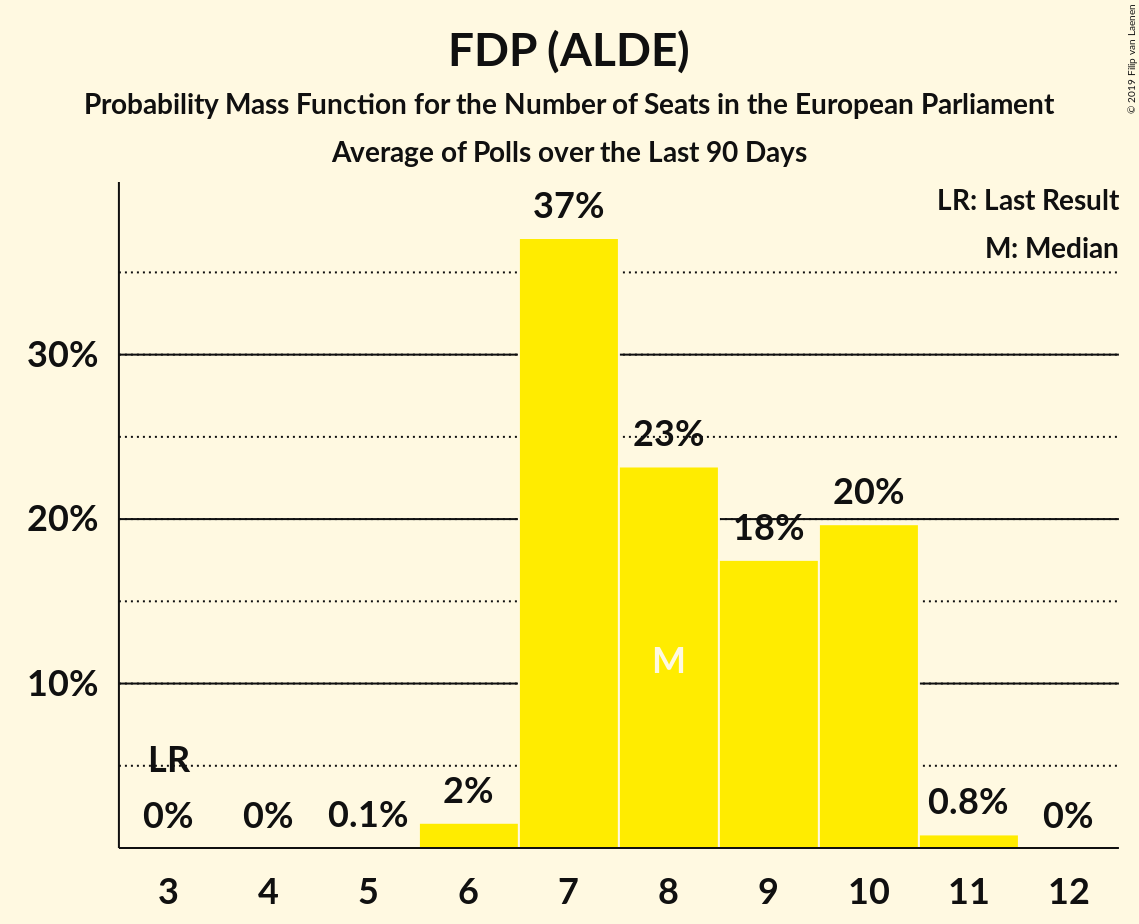 FDP (ALDE)
Probability Mass Function for the Number of Seats in the European Parliament
Average of Polls over the Last 90 Days
© 2019 Filip van Laenen
LR: Last Result
M: Median
37%
30%
23%
20%
20%
18%
M
10%
LR
0%
0%
0.1%
2%
0.8%
0%
3 4 5 6 7 8 9 10 11 12